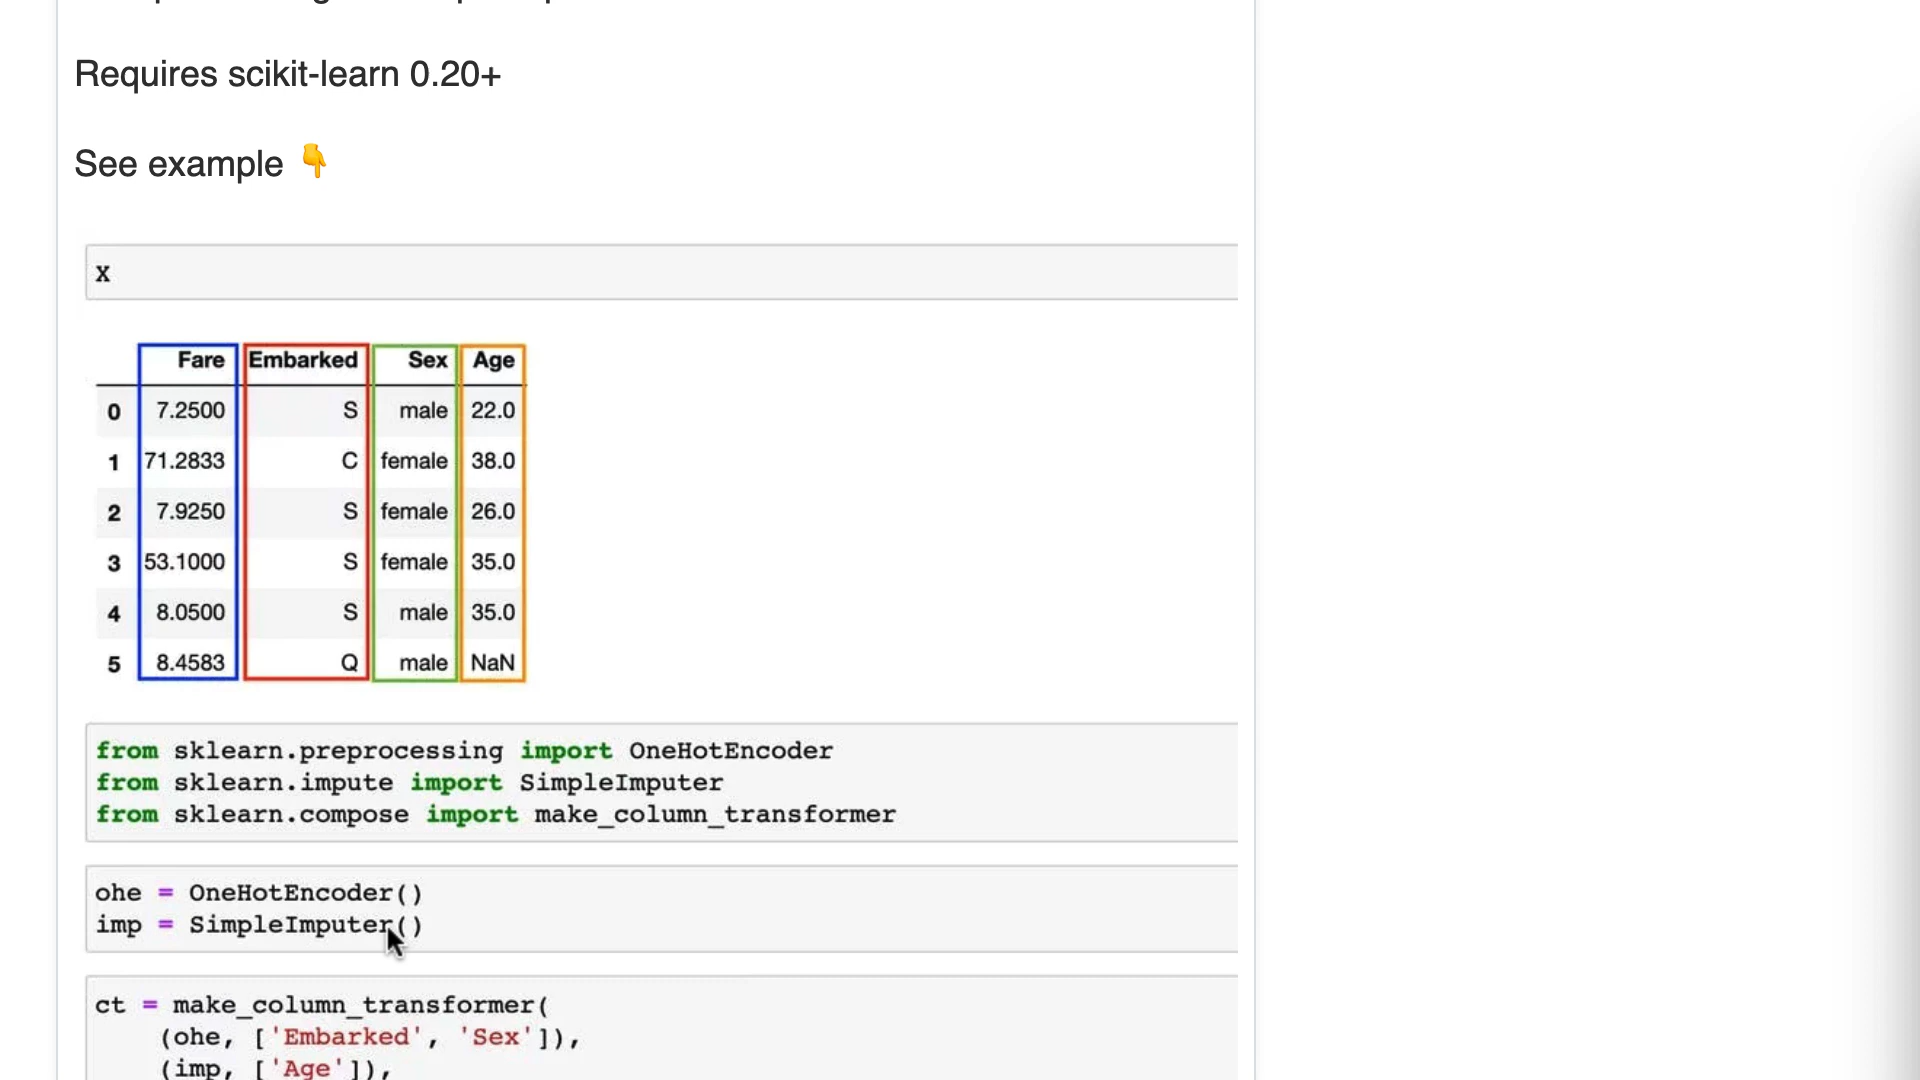 Requires scikit-learn 0.20+
See example 👇
X
Fare Embarked Sex Age
0 7.2500 S male 22.0
1 71.2833 C female 38.0
2 7.9250 S female 26.0
3 53.1000 S female 35.0
4 8.0500 S male 35.0
5 8.4583 Q male NaN
from sklearn.preprocessing import OneHotEncoder
from sklearn.impute import SimpleImputer
from sklearn.compose import make_column_transformer
ohe = OneHotEncoder()
imp = SimpleImputer()
ct = make_column_transformer(
(ohe, ['Embarked', 'Sex']),
(imp, ['Age']),